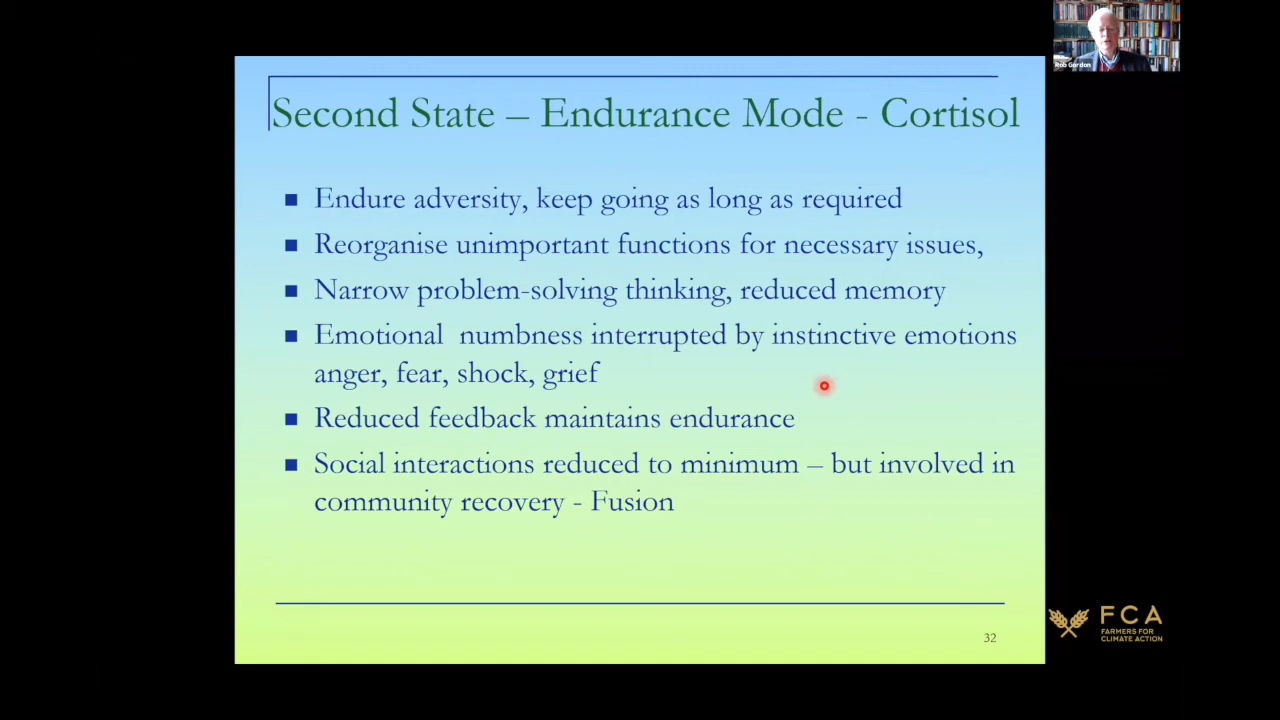 Rob Gordon
Second State – Endurance Mode - Cortisol
Endure adversity, keep going as long as required
Reorganise unimportant functions for necessary issues,
Narrow problem-solving thinking, reduced memory
Emotional numbness interrupted by instinctive emotions
anger, fear, shock, grief
Reduced feedback maintains endurance
Social interactions reduced to minimum – but involved in
community recovery - Fusion
32
FCA
FARMERS FOR
CLIMATE ACTION